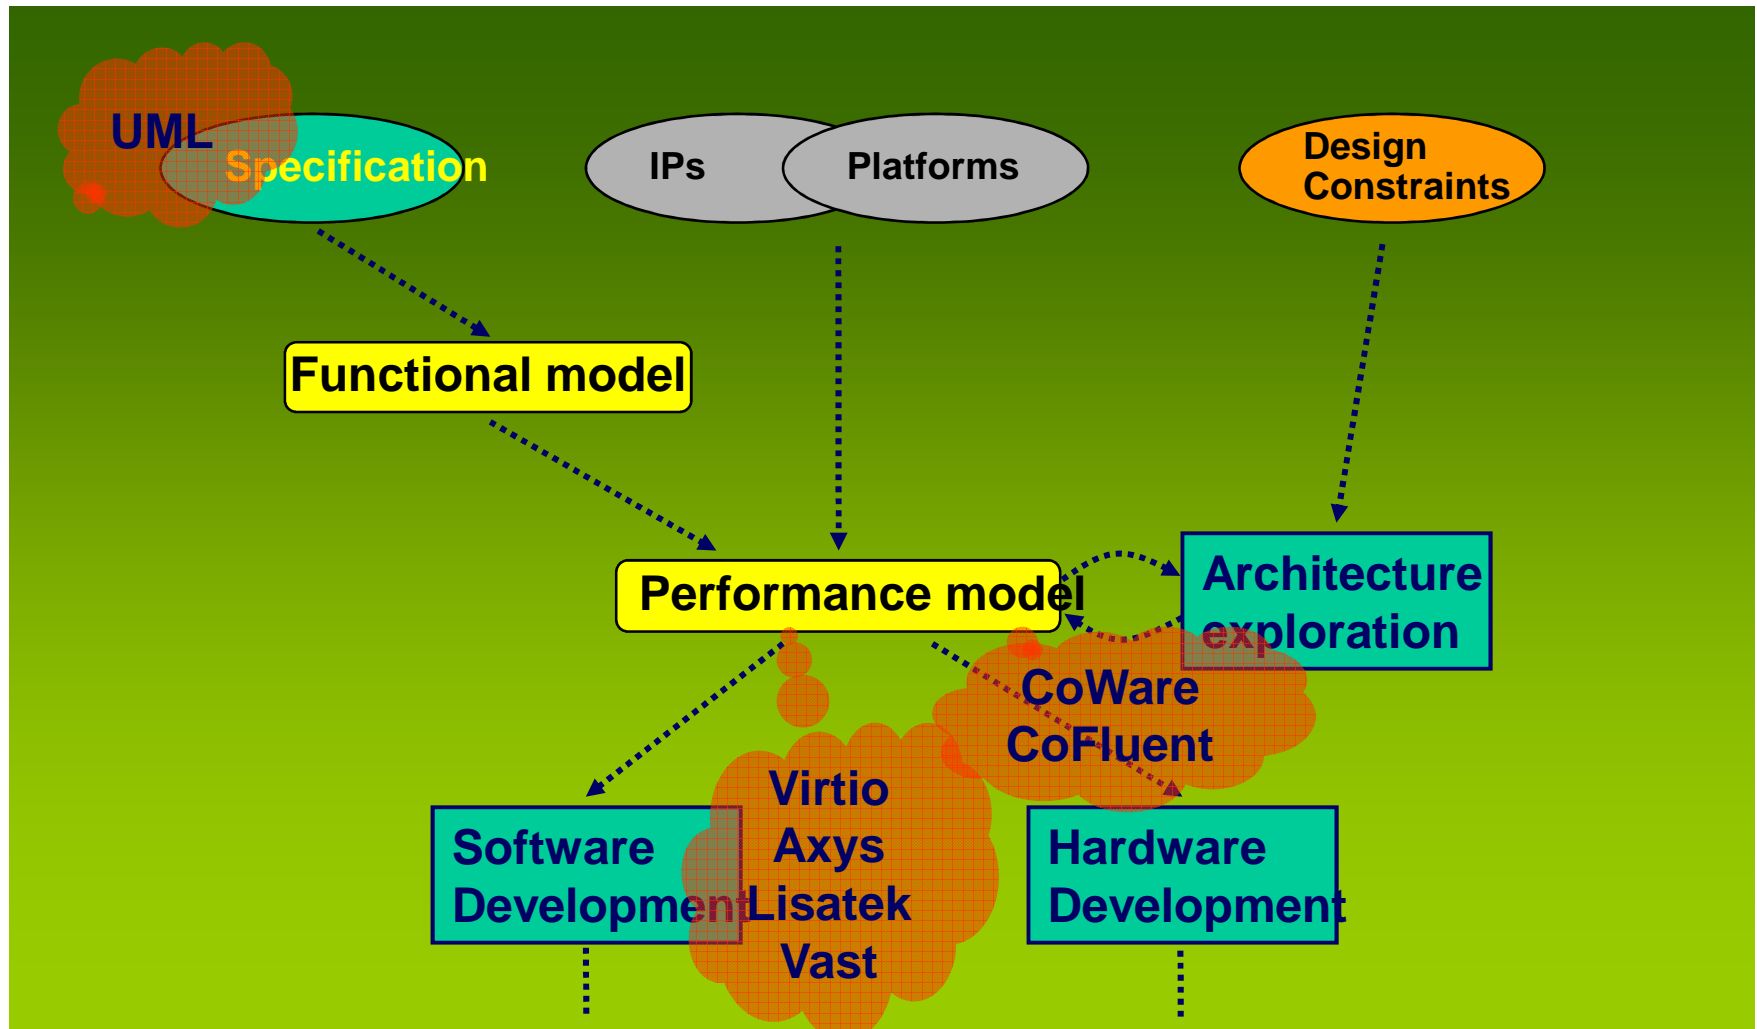 UML
Specification
IPs
Platforms
Design
Constraints
Functional model
Performance model
Architecture
exploration
CoWare
CoFluent
Virtio
Axys
Lisatek
Vast
Software
Development
Hardware
Development